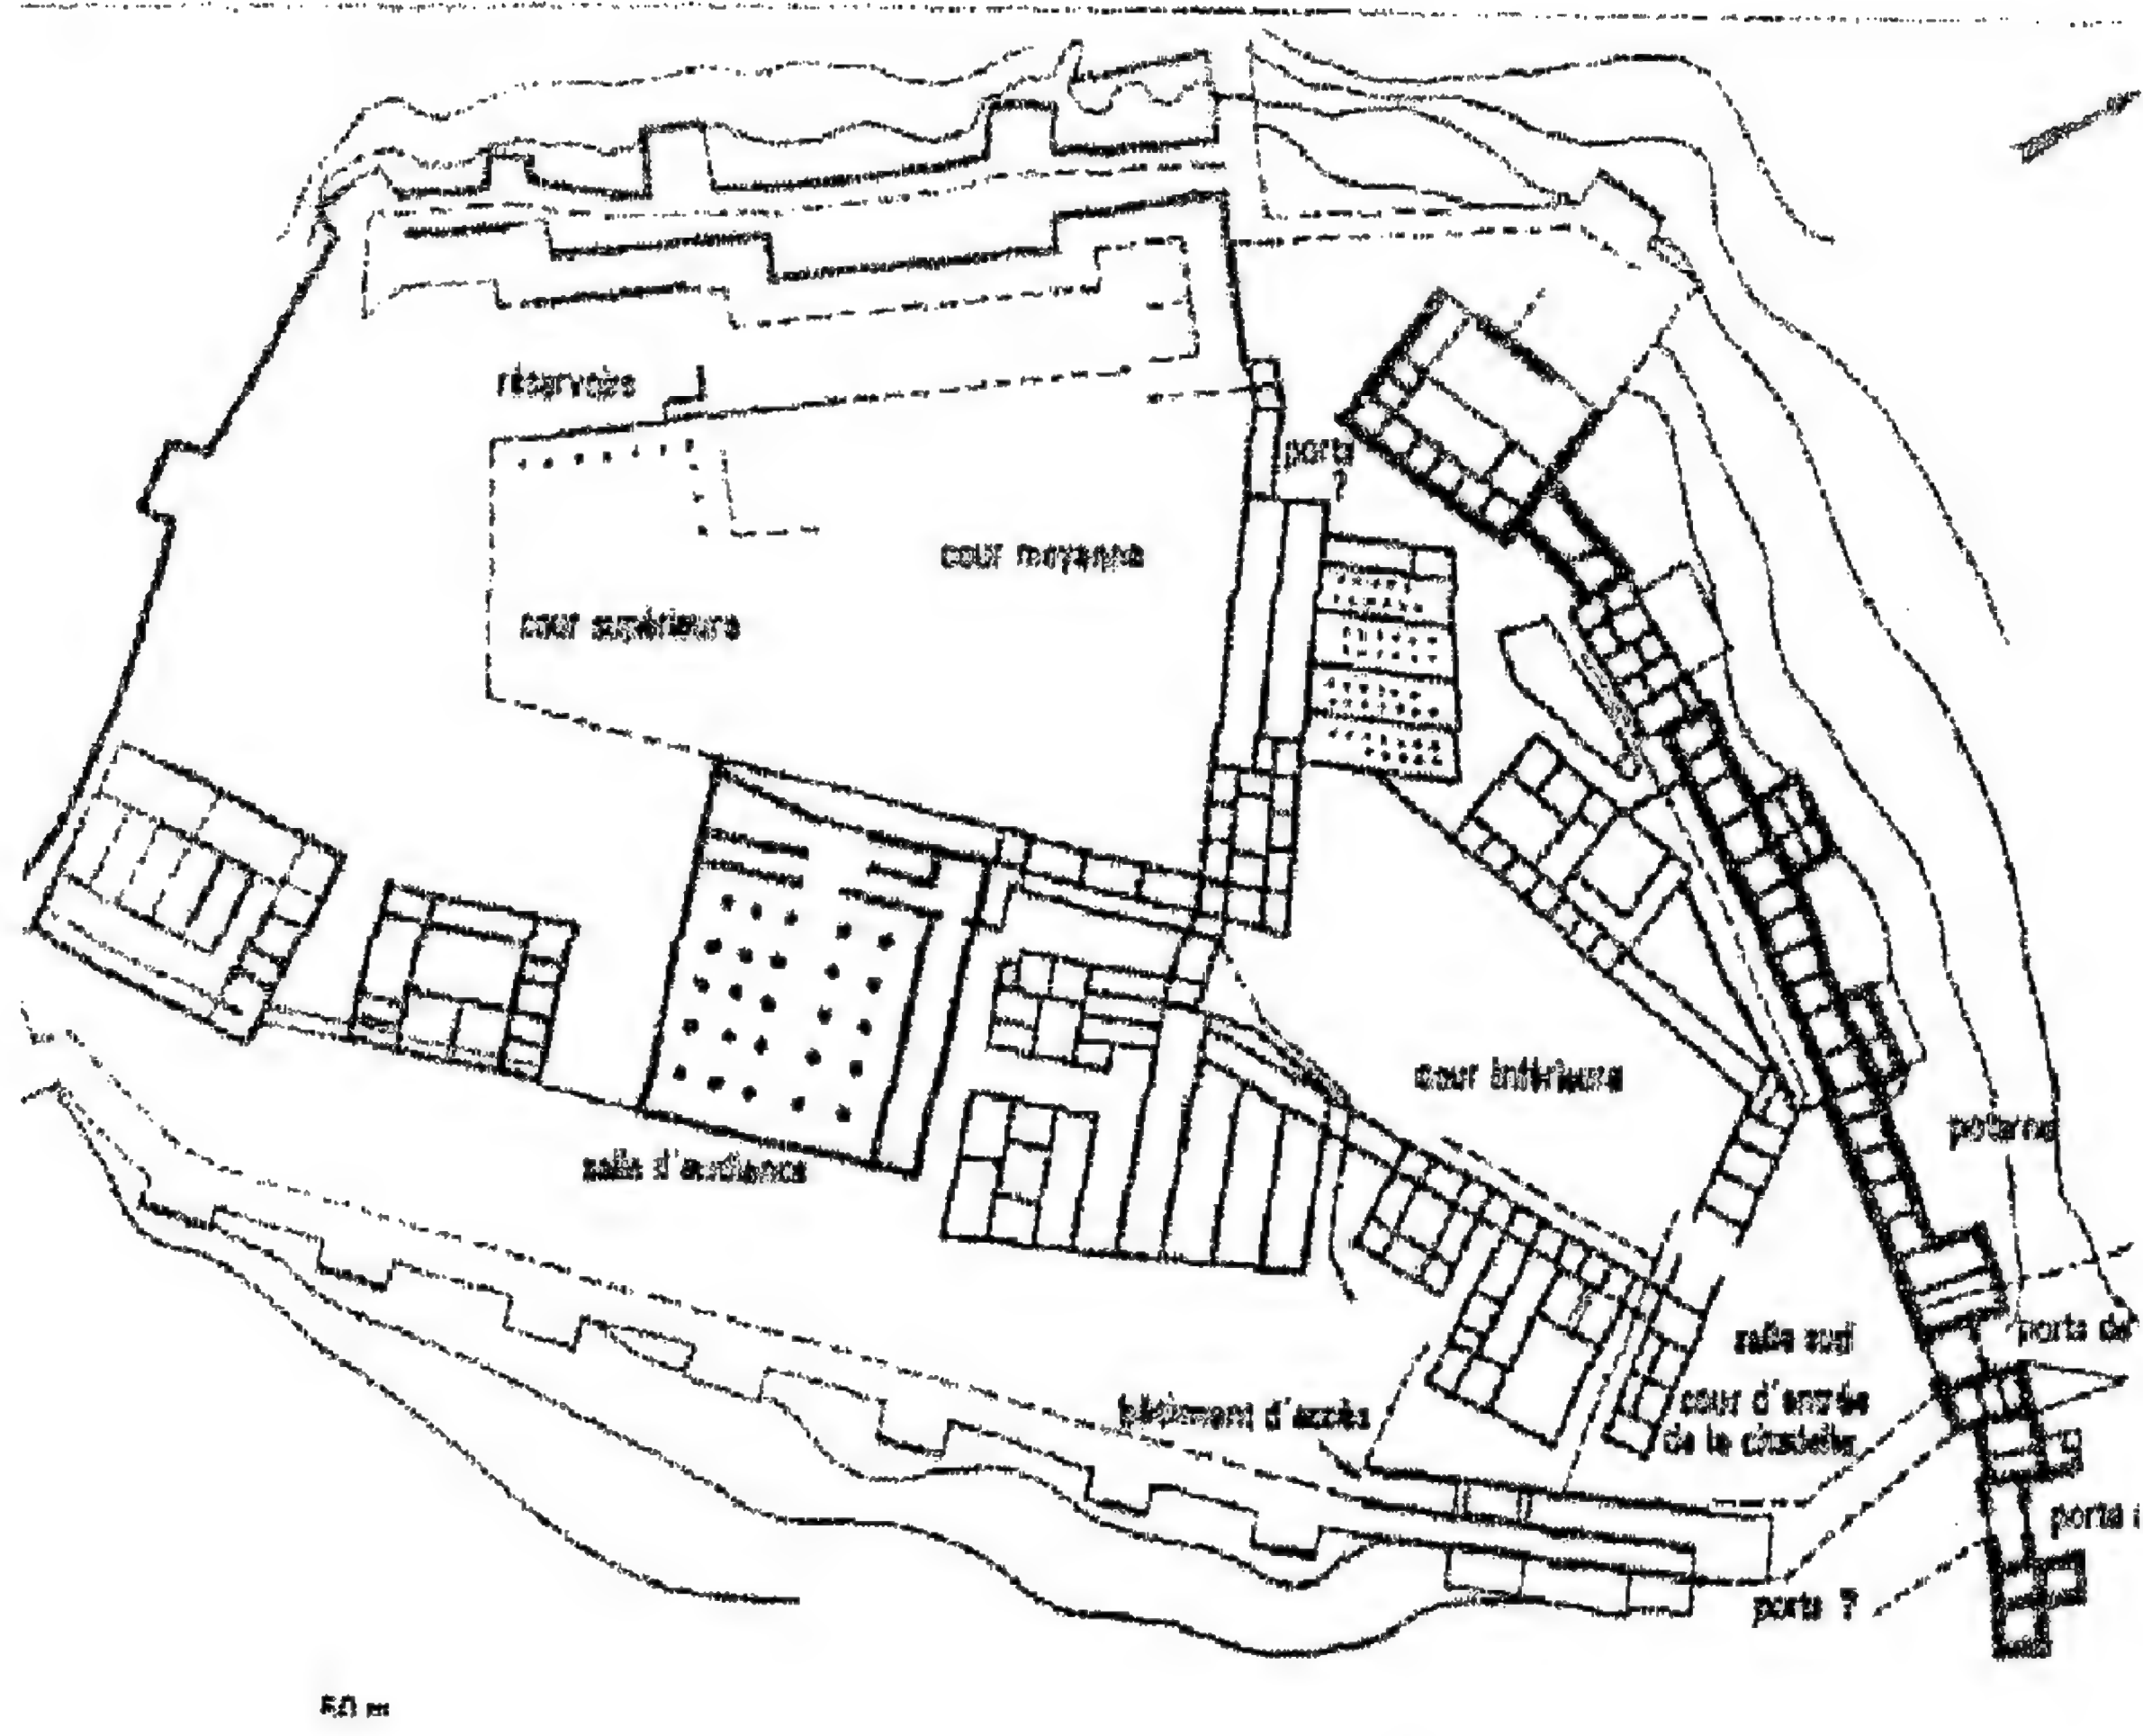 réservoirs
porte
?
cour moyenne
cour supérieure
cour inférieure
poterne
salle d'audience
porte de
salle sud
bâtiment d'accès
cour d'entrée
de la citadelle
porte
porte ?
50 m